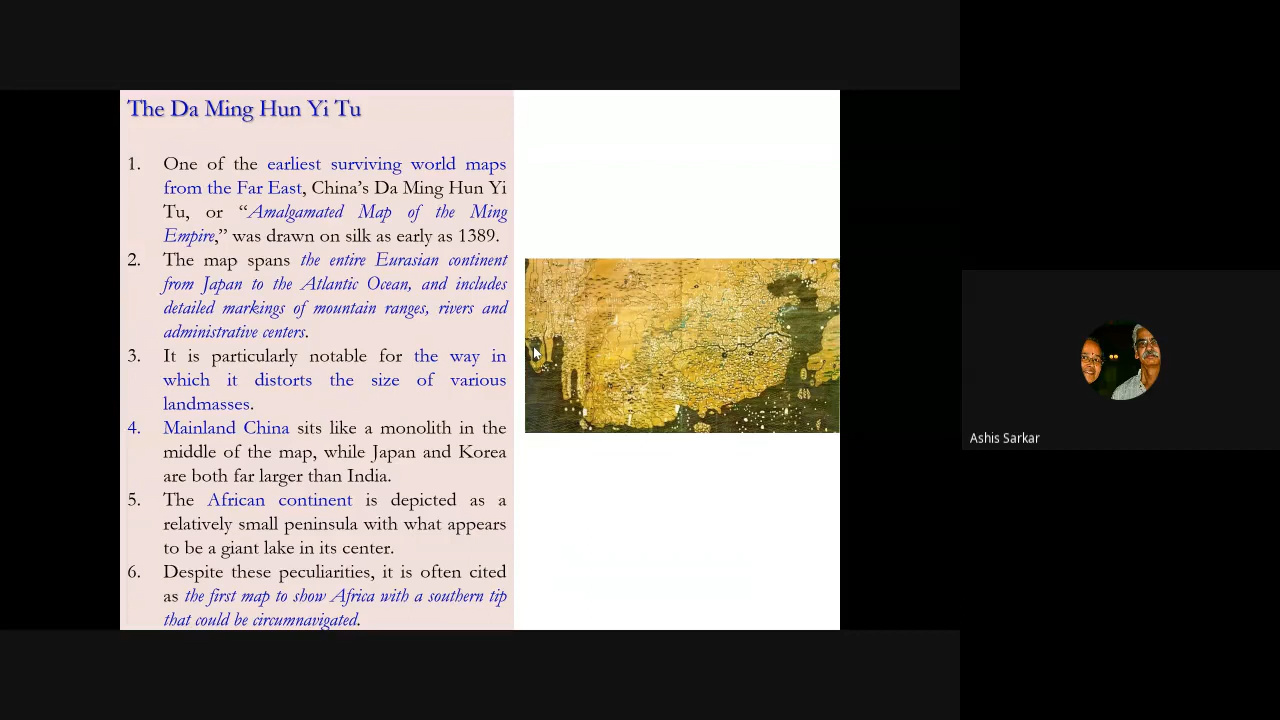 The Da Ming Hun Yi Tu
1. One of the earliest surviving world maps
from the Far East, China's Da Ming Hun Yi
Tu, or “Amalgamated Map of the Ming
Empire,” was drawn on silk as early as 1389.
2. The map spans the entire Eurasian continent
from Japan to the Atlantic Ocean, and includes
detailed markings of mountain ranges, rivers and
administrative centers.
3. It is particularly notable for the way in
which it distorts the size of various
landmasses.
4. Mainland China sits like a monolith in the
middle of the map, while Japan and Korea
are both far larger than India.
5. The African continent is depicted as a
relatively small peninsula with what appears
to be a giant lake in its center.
6. Despite these peculiarities, it is often cited
as the first map to show Africa with a southern tip
that could be circumnavigated.
Ashis Sarkar